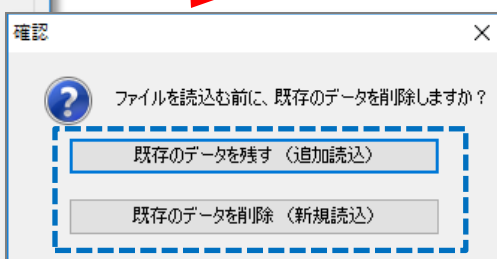 確認
ファイルを読込む前に、既存のデータを削除しますか？
既存のデータを残す （追加読込）
既存のデータを削除 （新規読込）